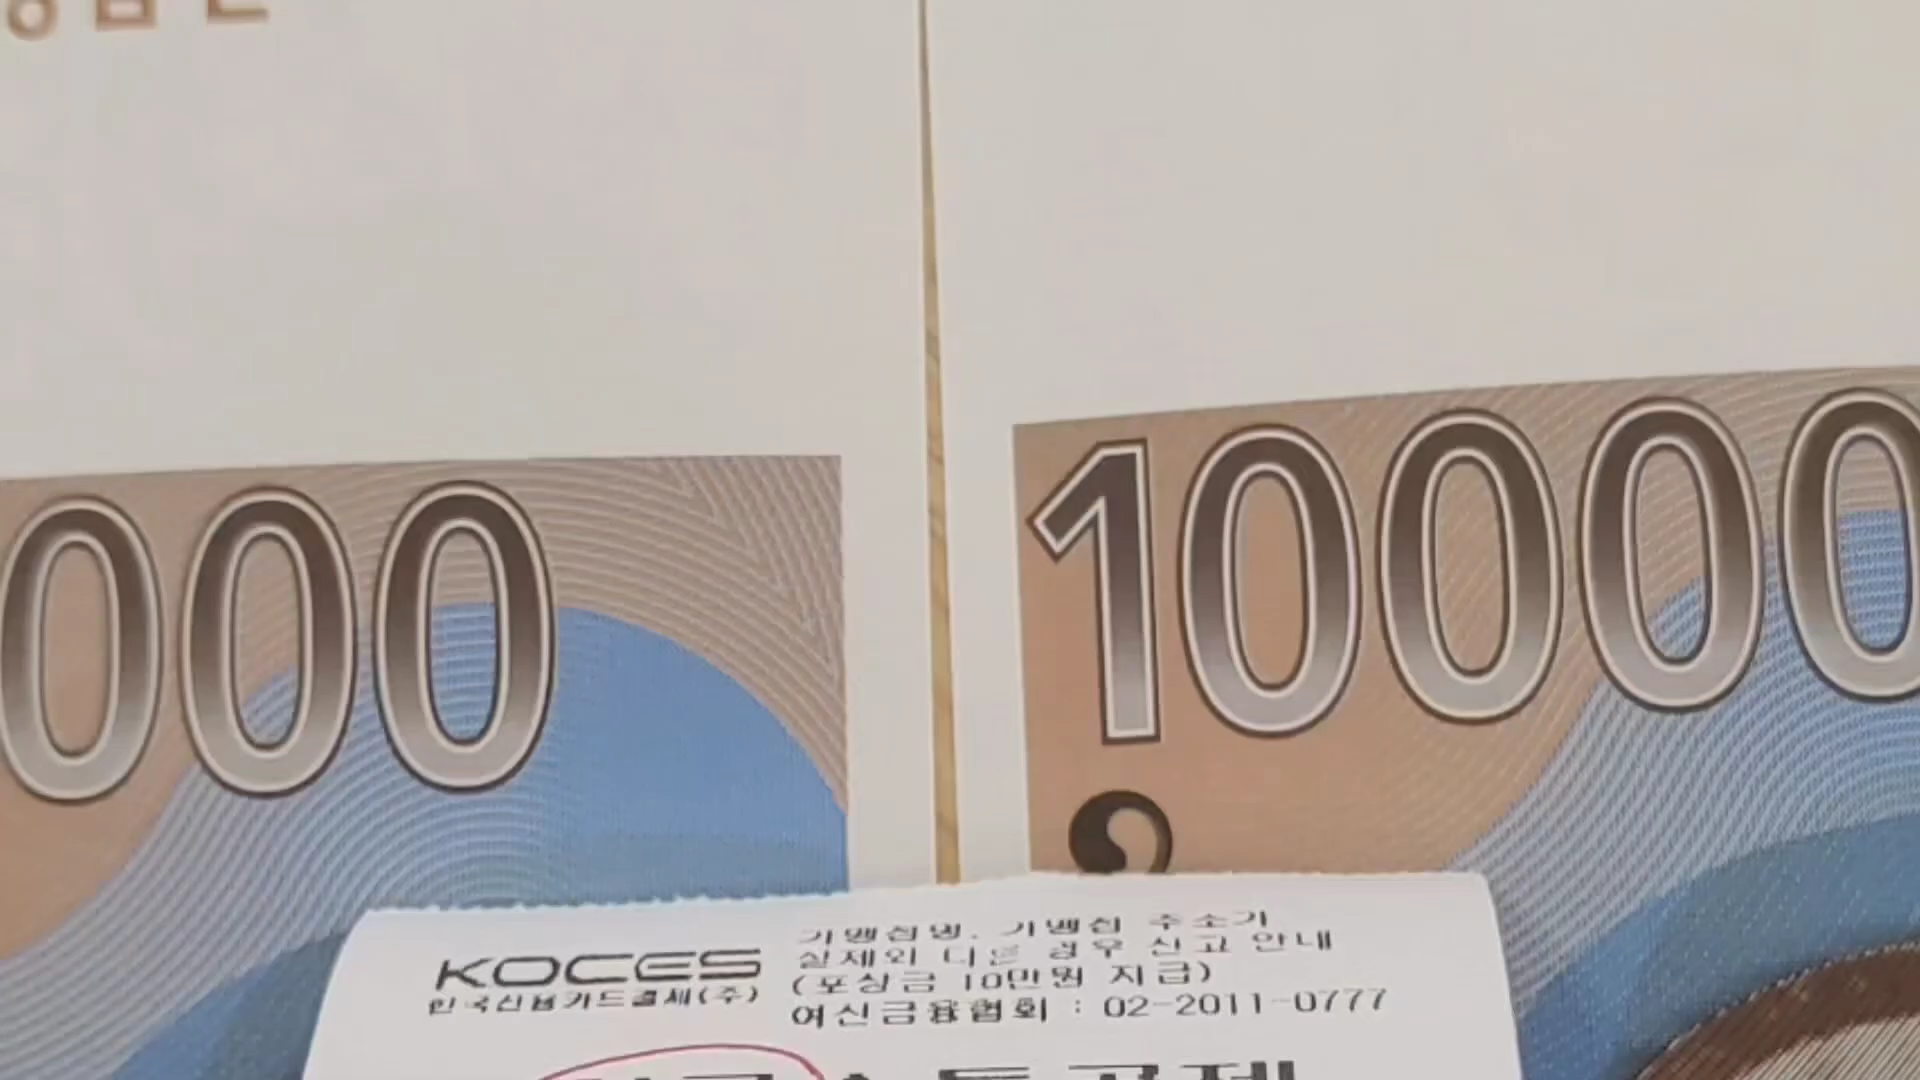 000
10000
KOCES
한국신용카드결제(주)
가맹점명, 가맹점 주소가
실제와 다른 경우 신고 안내
(포상금 10만원 지급)
여신금융협회 : 02-2011-0777